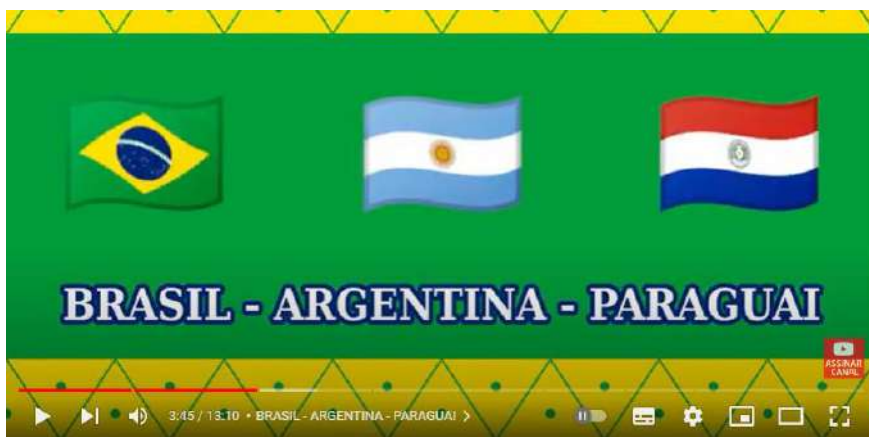 BRASIL - ARGENTINA - PARAGUAI
ASSINAR
CANAL
3:45 / 13:10 • BRASIL - ARGENTINA - PARAGUAI >